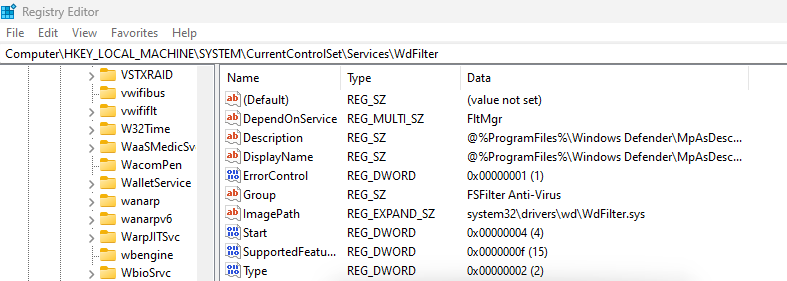 Registry Editor
File Edit View Favorites Help
Computer\HKEY_LOCAL_MACHINE\SYSTEM\CurrentControlSet\Services\WdFilter
VSTXRAID
vwifibus
vwififlt
W32Time
WaaSMedicSv
WacomPen
WalletService
wanarp
wanarpv6
WarpJITSvc
wbengine
WbioSrvc
Name Type Data
(Default) REG_SZ (value not set)
DependOnService REG_MULTI_SZ FltMgr
Description REG_SZ @%ProgramFiles%\Windows Defender\MpAsDesc...
DisplayName REG_SZ @%ProgramFiles%\Windows Defender\MpAsDesc...
ErrorControl REG_DWORD 0x00000001 (1)
Group REG_SZ FSFilter Anti-Virus
ImagePath REG_EXPAND_SZ system32\drivers\wd\WdFilter.sys
Start REG_DWORD 0x00000004 (4)
SupportedFeatu... REG_DWORD 0x0000000f (15)
Type REG_DWORD 0x00000002 (2)